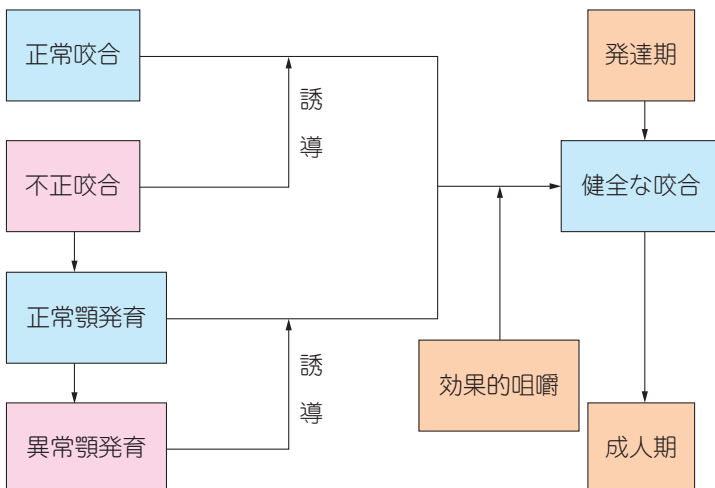 正常咬合
発達期
誘
導
不正咬合
健全な咬合
正常顎発育
誘
導
効果的咀嚼
異常顎発育
成人期